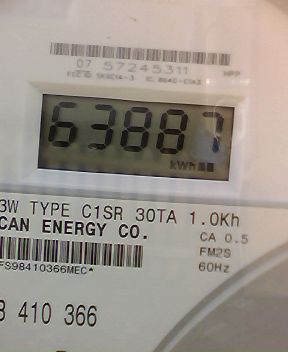 07 57245311
HPP
63887
kWh
3W TYPE C1SR 30TA 1.0Kh
CAN ENERGY CO.
CA 0.5
FM2S
60Hz
FS98410366MEC*
410 366